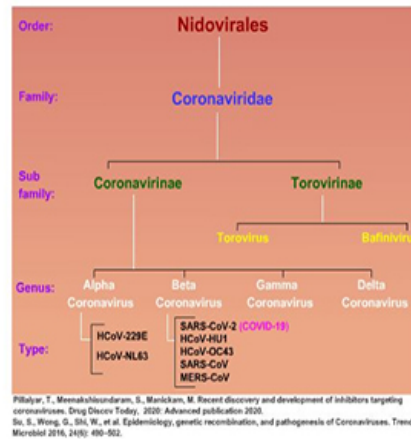 Order: Nidovirales
Family: Coronaviridae
Sub
family: Coronavirinae Torovirinae
Torovirus Bafiniviru
Genus: Alpha Beta Gamma Delta
Coronavirus Coronavirus Coronavirus Coronavirus
Type:
HCoV-229E
HCoV-NL63
SARS-CoV-2 (COVID-19)
HCoV-HU1
HCoV-OC43
SARS-CoV
MERS-CoV
Pillaiyar, T., Meenakshisundaram, S., Manickam, M. Recent discovery and development of inhibitors targeting
coronaviruses. Drug Discov Today, 2020: Advanced publication 2020.
Su, S., Wong, G., Shi, W., et al. Epidemiology, genetic recombination, and pathogenesis of Coronaviruses. Trend
Microbiol 2016, 24(6): 490–502.